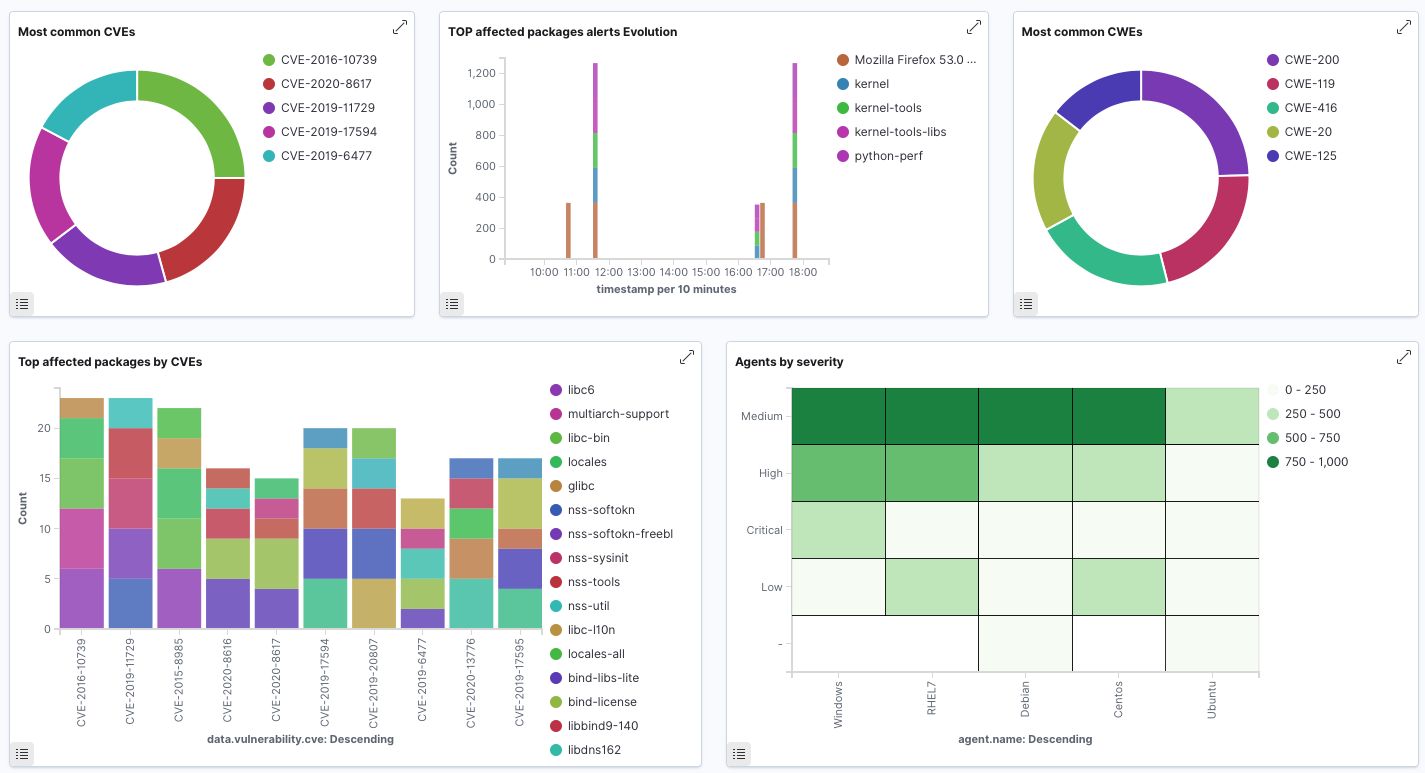 Most common CVEs
CVE-2016-10739
CVE-2020-8617
CVE-2019-11729
CVE-2019-17594
CVE-2019-6477
TOP affected packages alerts Evolution
Count
1,200
1,000
800
600
400
200
0
10:00 11:00 12:00 13:00 14:00 15:00 16:00 17:00 18:00
timestamp per 10 minutes
Mozilla Firefox 53.0 ...
kernel
kernel-tools
kernel-tools-libs
python-perf
Most common CWEs
CWE-200
CWE-119
CWE-416
CWE-20
CWE-125
Top affected packages by CVEs
Count
20
15
10
5
0
CVE-2016-10739
CVE-2019-11729
CVE-2015-8985
CVE-2020-8616
CVE-2020-8617
CVE-2019-17594
CVE-2019-20807
CVE-2019-6477
CVE-2020-13776
CVE-2019-17595
data.vulnerability.cve: Descending
libc6
multiarch-support
libc-bin
locales
glibc
nss-softokn
nss-softokn-freebl
nss-sysinit
nss-tools
nss-util
libc-l10n
locales-all
bind-libs-lite
bind-license
libbind9-140
libdns162
Agents by severity
Medium
High
Critical
Low
-
Windows
RHEL7
Debian
Centos
Ubuntu
agent.name: Descending
0 - 250
250 - 500
500 - 750
750 - 1,000